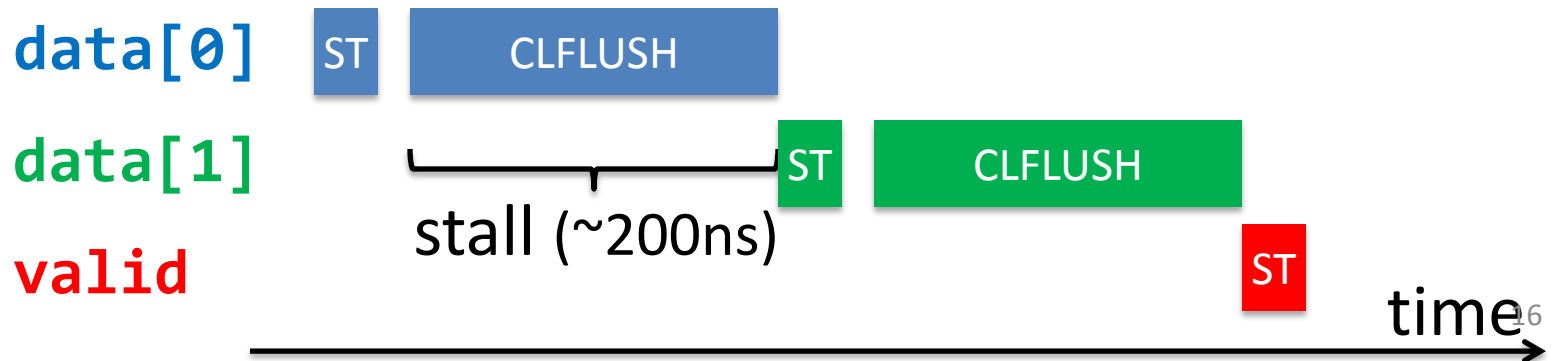 data[0] ST CLFLUSH
data[1] ST CLFLUSH
stall (~200ns)
valid ST
time
16